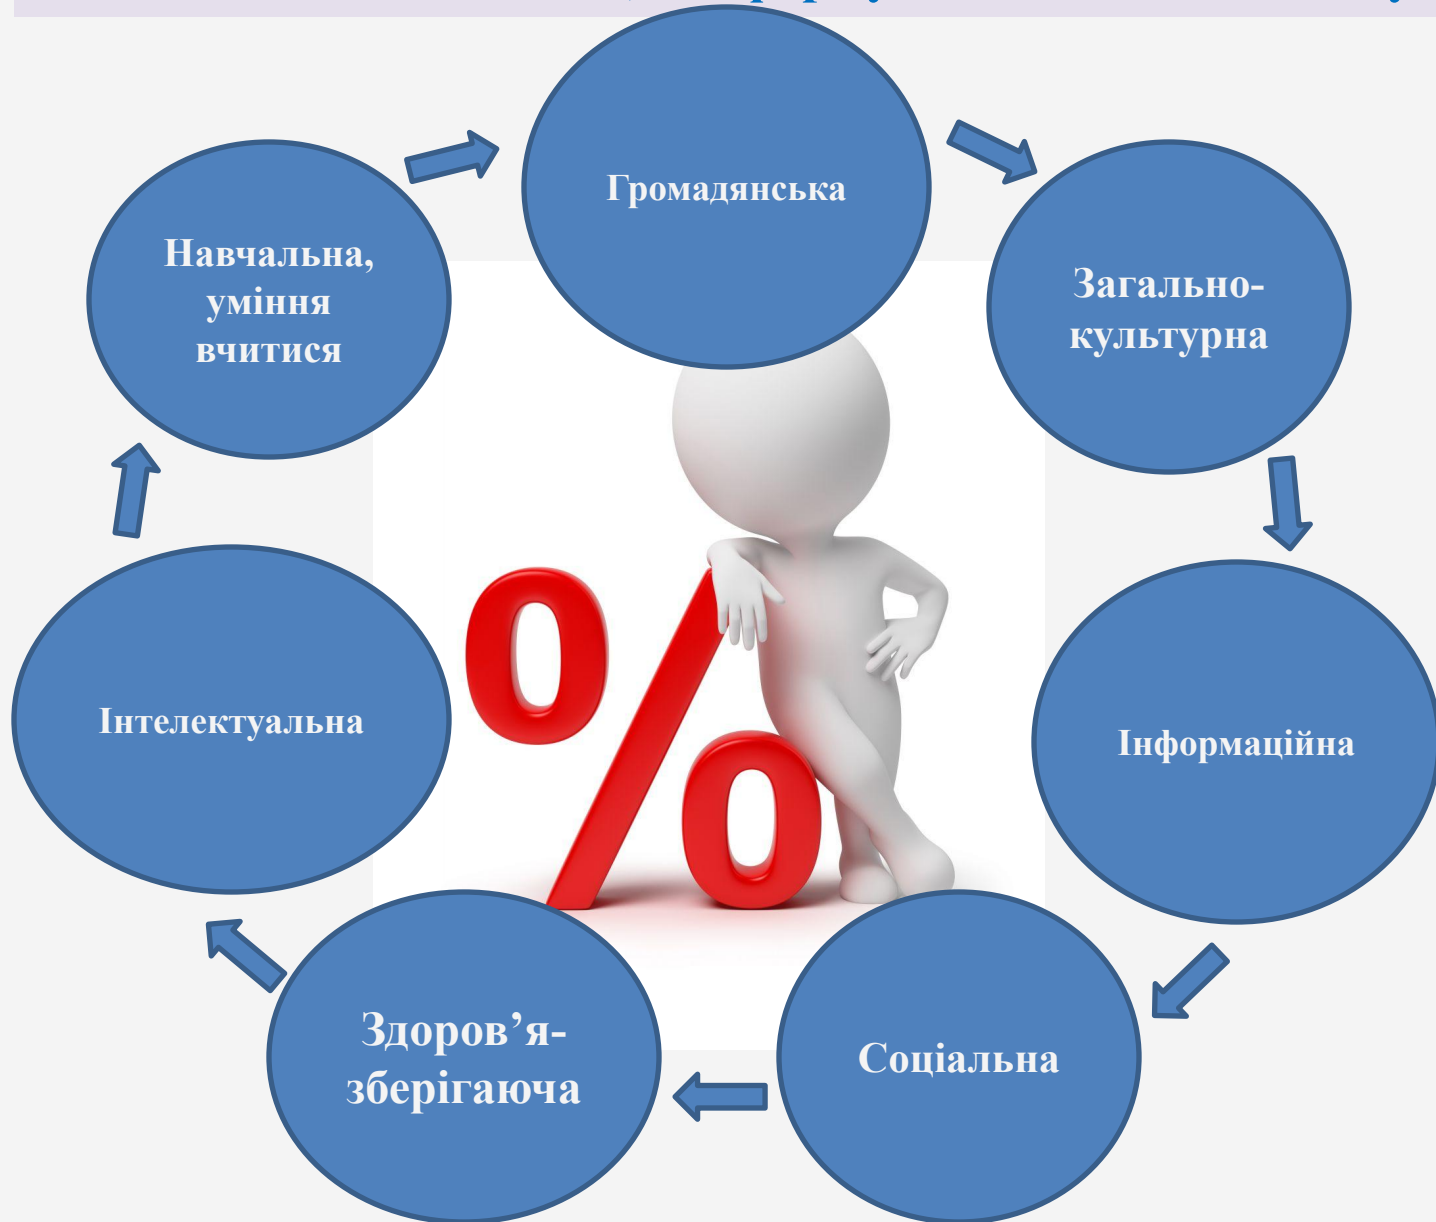 Громадянська
Загально-
культурна
Інформаційна
Соціальна
Здоров’я-
зберігаюча
Інтелектуальна
Навчальна,
уміння
вчитися